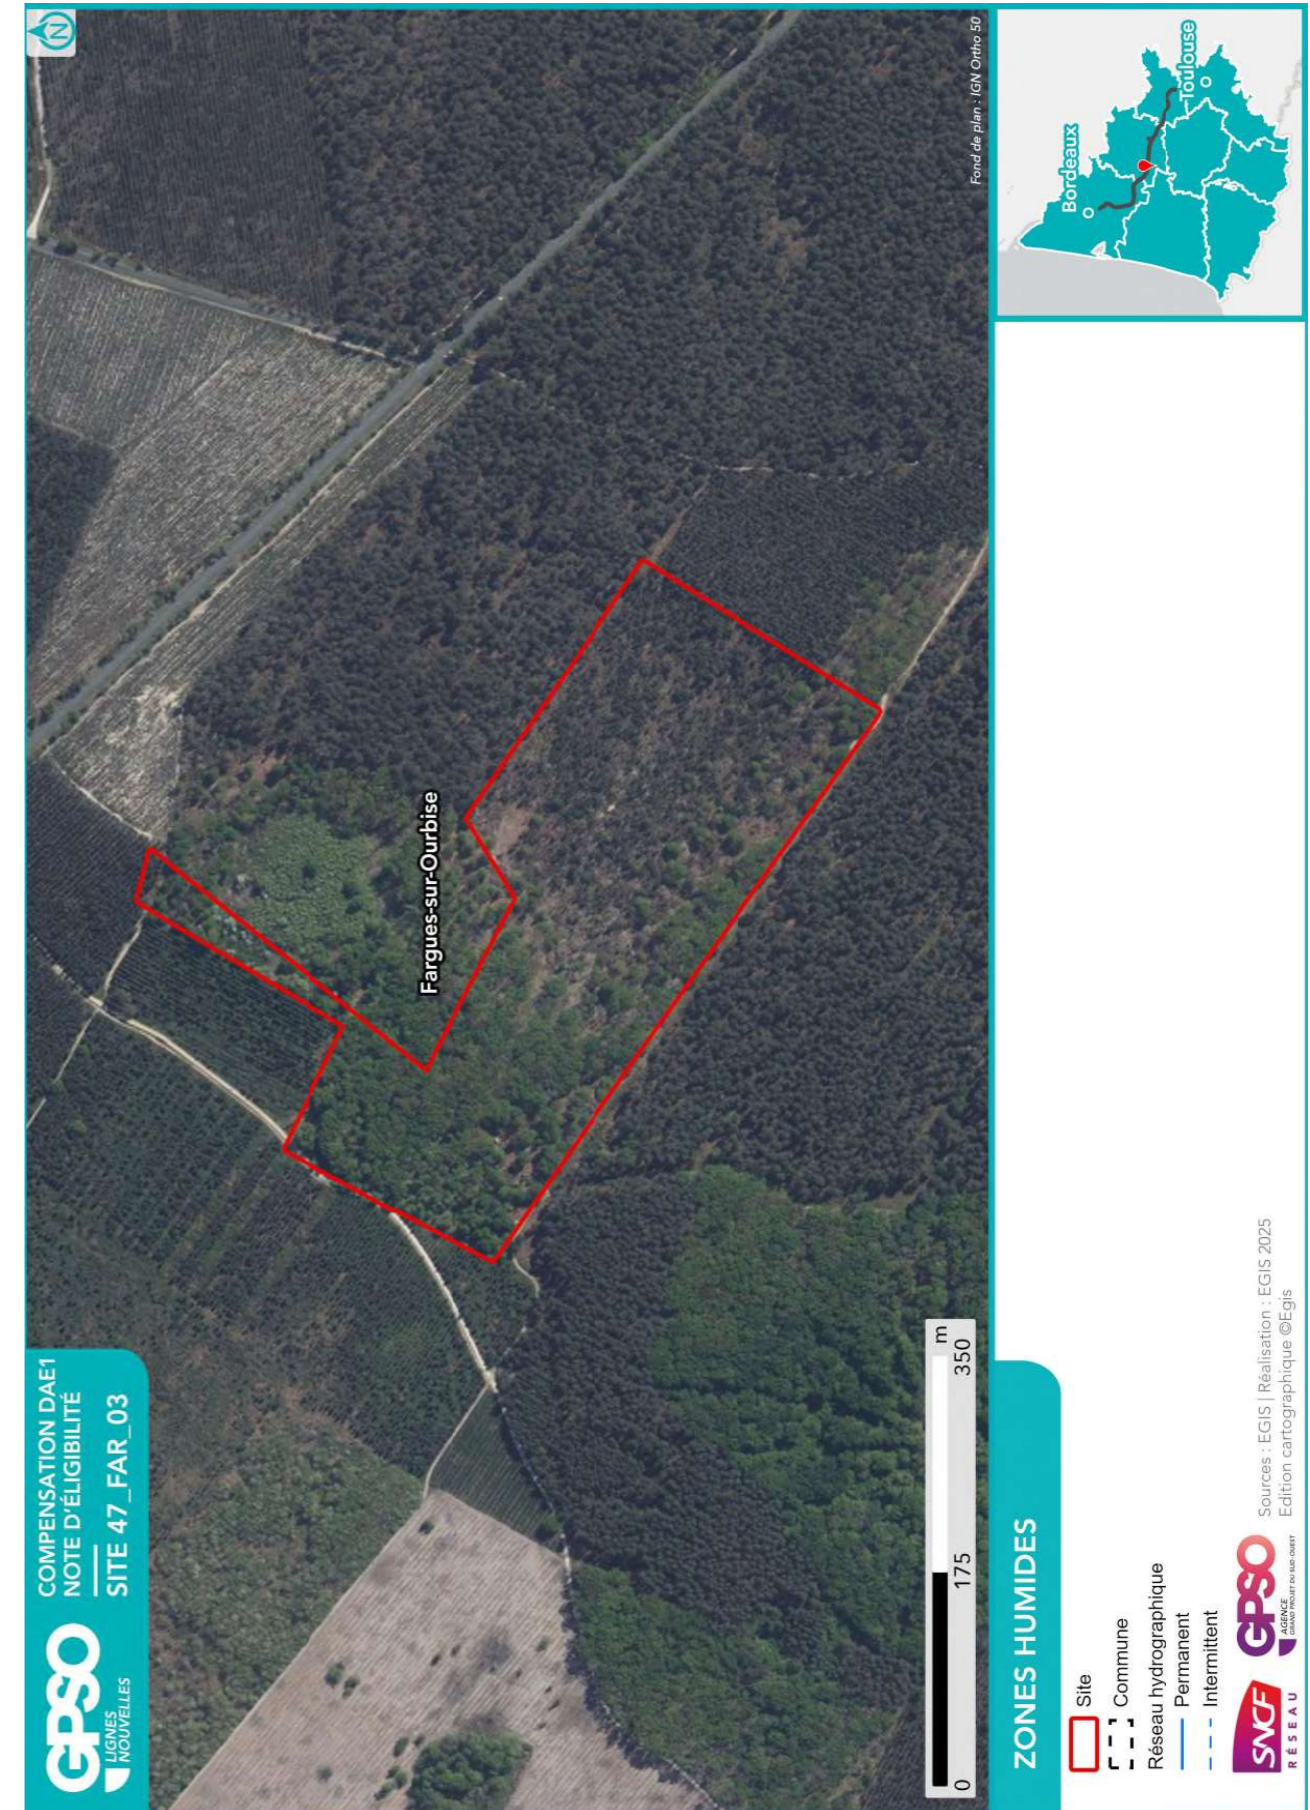 GPSO
LIGNES
NOUVELLES
COMPENSATION DAE1
NOTE D'ÉLIGIBILITÉ
SITE 47_FAR_03
N
Fargues-sur-Ourbise
0 175 350 m
Fond de plan : IGN Ortho 50
ZONES HUMIDES
Site
Commune
Réseau hydrographique
Permanent
Intermittent
SNCF
RÉSEAU
GPSO
AGENCE
GRAND PROJET DU SUD-OUEST
Sources : EGIS | Réalisation : EGIS 2025
Edition cartographique ©Egis
Bordeaux
Toulouse